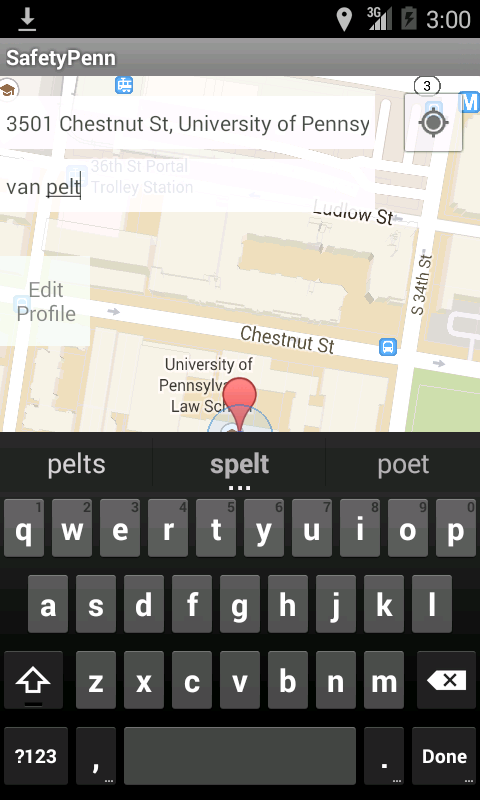 3G 3:00
SafetyPenn
3
M
3501 Chestnut St, University of Pennsy
36th St Portal
Trolley Station
van pelt
Ludlow St
S 34th St
Edit
Profile
Chestnut St
University of
Pennsylva
Law School
pelts spelt poet
1 2 3 4 5 6 7 8 9 0
q w e r t y u i o p
a s d f g h j k l
z x c v b n m
?123 , ... . ... Done ...